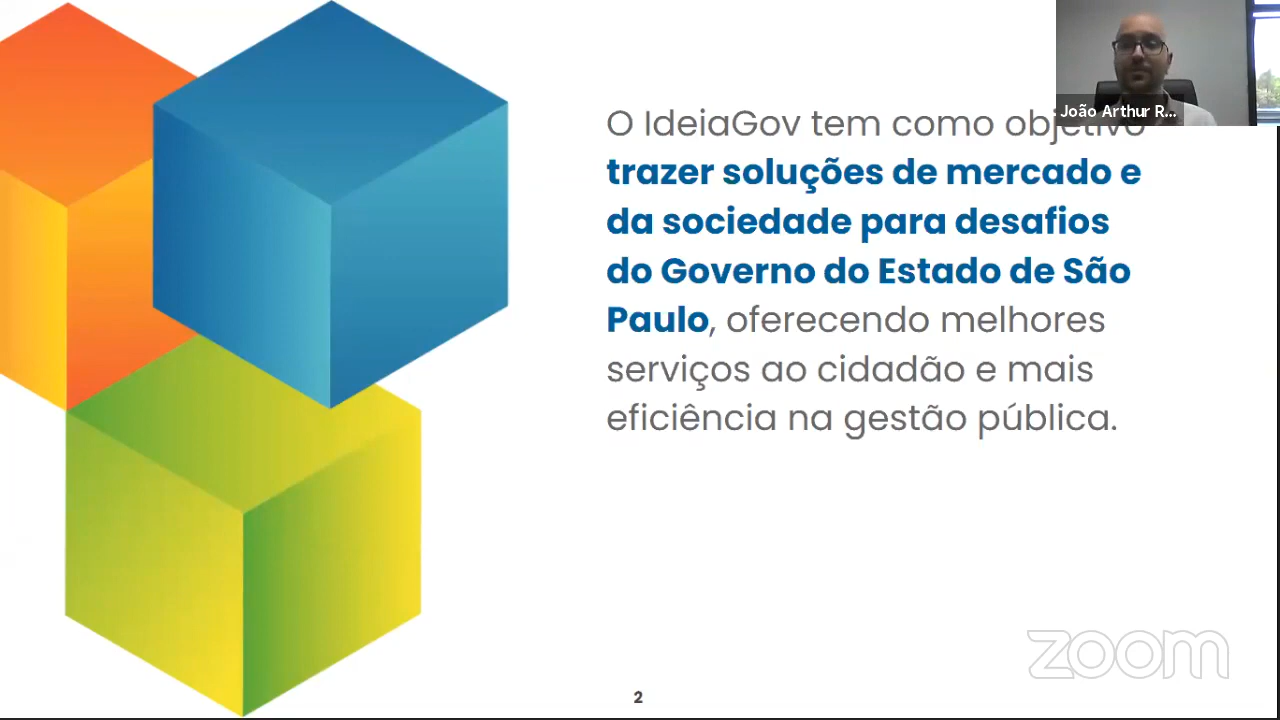 João Arthur R...
O IdeiaGov tem como objetivo
trazer soluções de mercado e
da sociedade para desafios
do Governo do Estado de São
Paulo, oferecendo melhores
serviços ao cidadão e mais
eficiência na gestão pública.
zoom
2